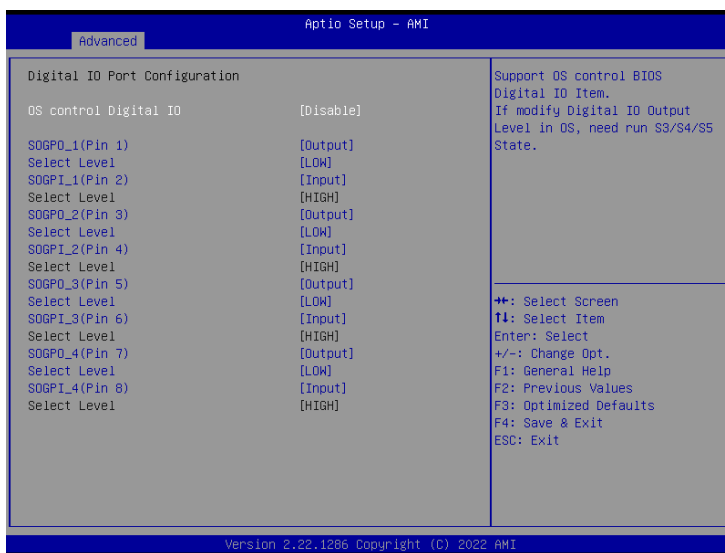 Aptio Setup - AMI
Advanced
Digital IO Port Configuration
OS control Digital IO [Disable]
SOGPO_1(Pin 1) [Output]
Select Level [LOW]
SOGPI_1(Pin 2) [Input]
Select Level [HIGH]
SOGPO_2(Pin 3) [Output]
Select Level [LOW]
SOGPI_2(Pin 4) [Input]
Select Level [HIGH]
SOGPO_3(Pin 5) [Output]
Select Level [LOW]
SOGPI_3(Pin 6) [Input]
Select Level [HIGH]
SOGPO_4(Pin 7) [Output]
Select Level [LOW]
SOGPI_4(Pin 8) [Input]
Select Level [HIGH]
Support OS control BIOS
Digital IO Item.
If modify Digital IO Output
Level in OS, need run S3/S4/S5
State.
→←: Select Screen
↑↓: Select Item
Enter: Select
+/-: Change Opt.
F1: General Help
F2: Previous Values
F3: Optimized Defaults
F4: Save & Exit
ESC: Exit
Version 2.22.1286 Copyright (C) 2022 AMI